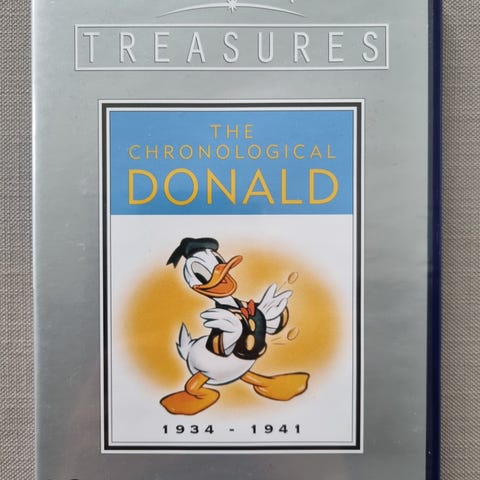 TREASURES
THE
CHRONOLOGICAL
DONALD
1934 - 1941